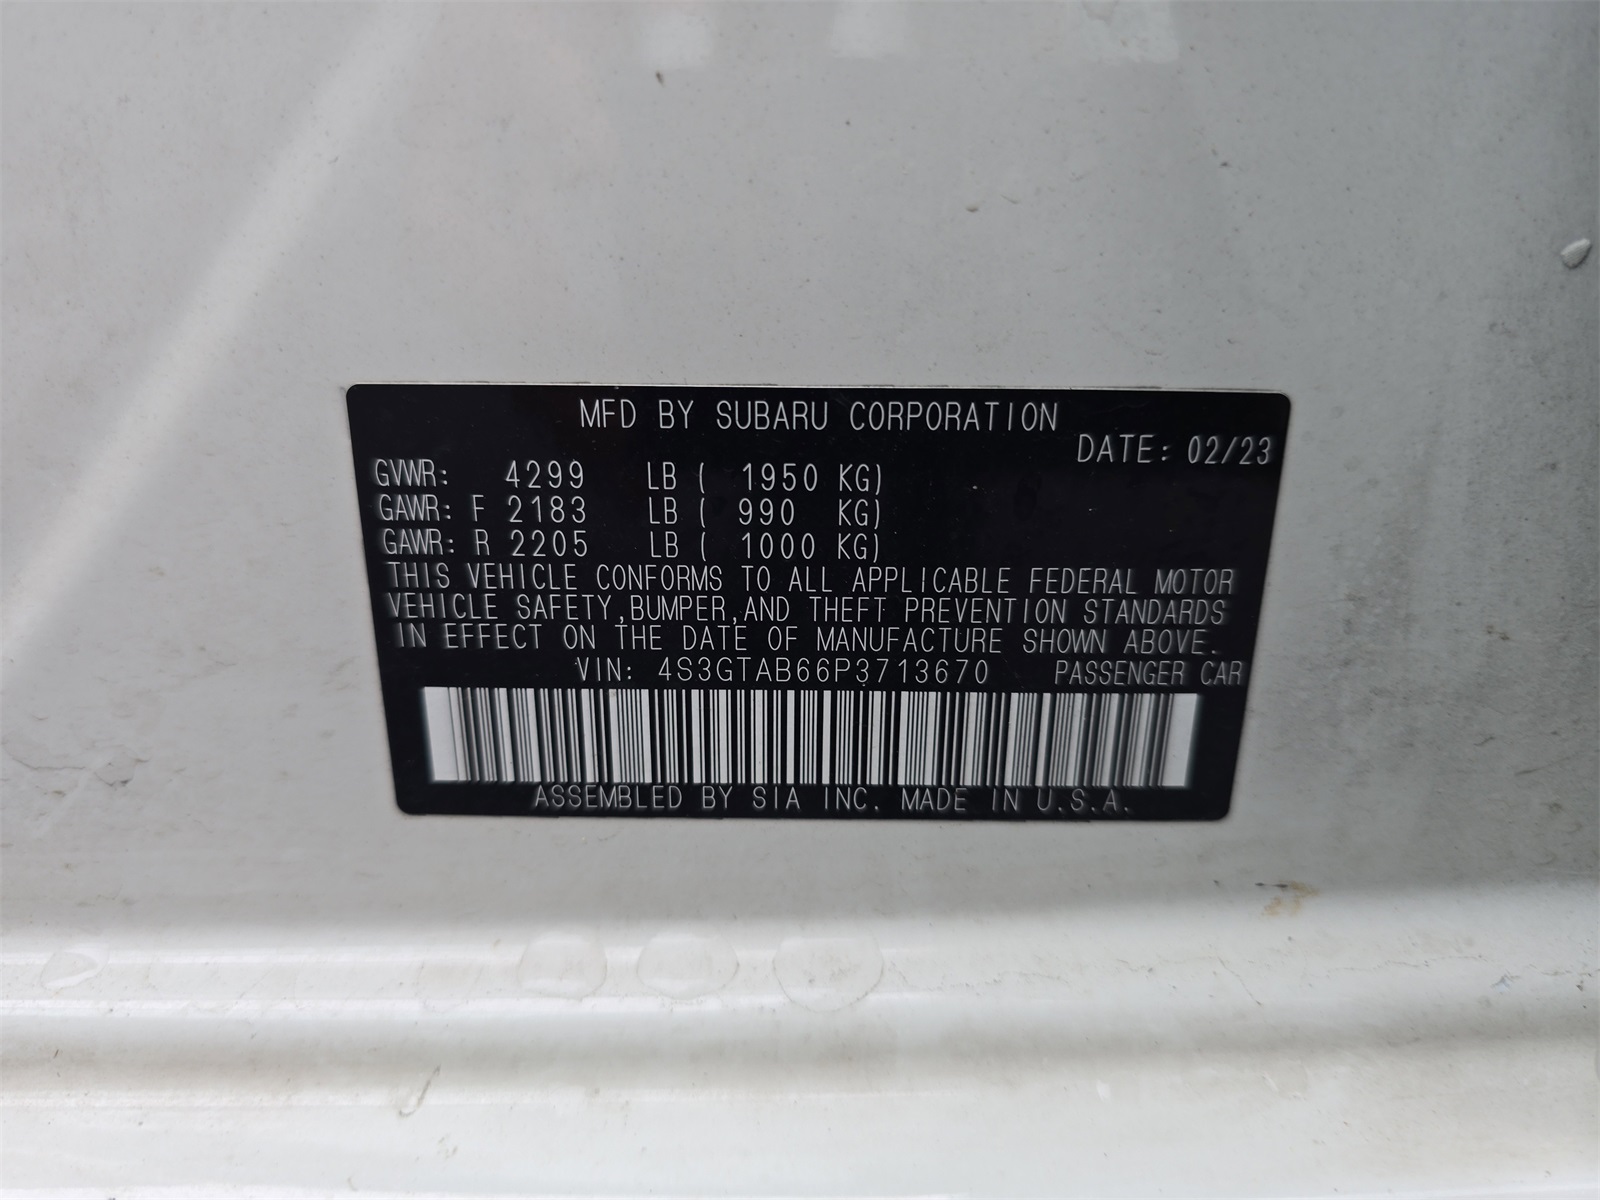 MFD BY SUBARU CORPORATION
DATE: 02/23
GVWR: 4299 LB ( 1950 KG)
GAWR: F 2183 LB ( 990 KG)
GAWR: R 2205 LB ( 1000 KG)
THIS VEHICLE CONFORMS TO ALL APPLICABLE FEDERAL MOTOR
VEHICLE SAFETY,BUMPER,AND THEFT PREVENTION STANDARDS
IN EFFECT ON THE DATE OF MANUFACTURE SHOWN ABOVE.
VIN: 4S3GTAB66P3713670 PASSENGER CAR
ASSEMBLED BY SIA INC. MADE IN U.S.A.